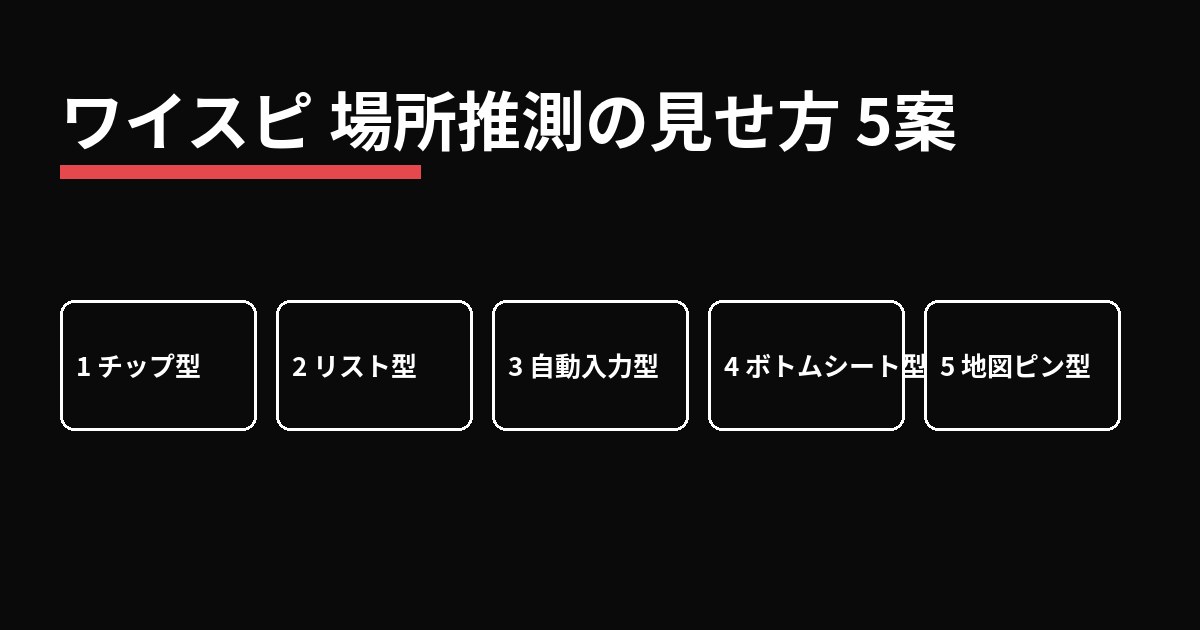 ワイスピ 場所推測の見せ方 5案
1 チップ型
2 リスト型
3 自動入力型
4 ボトムシート型
5 地図ピン型